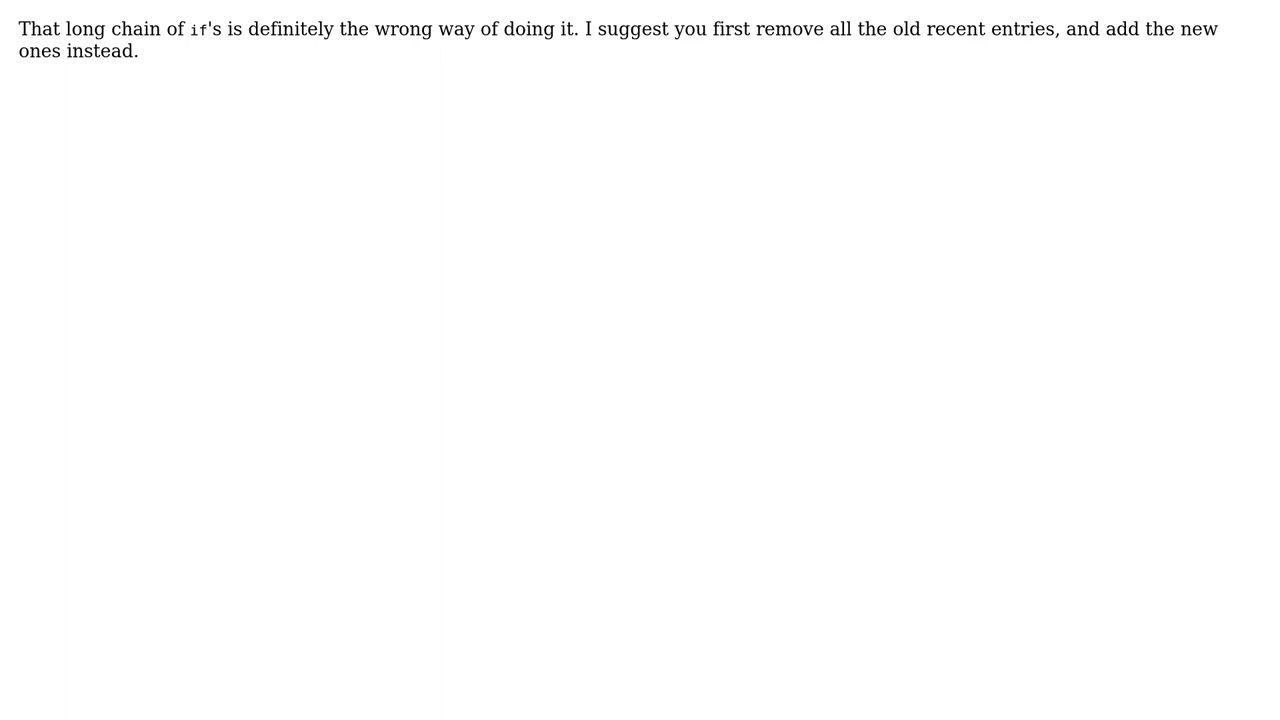 That long chain of if's is definitely the wrong way of doing it. I suggest you first remove all the old recent entries, and add the new
ones instead.